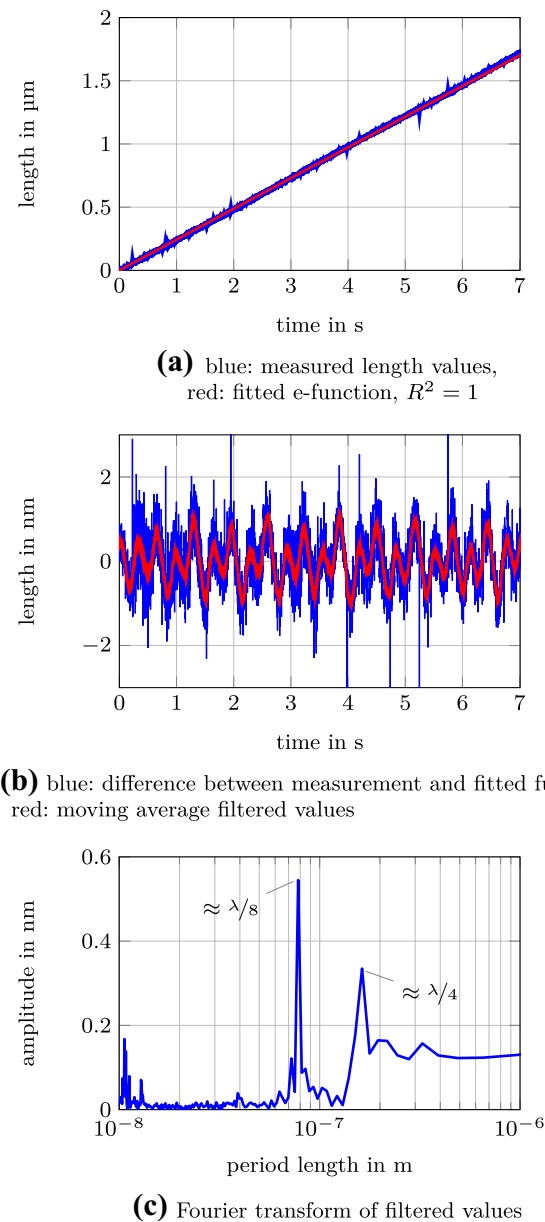 2
1.5
1
0.5
0
length in µm
0 1 2 3 4 5 6 7
time in s
(a) blue: measured length values,
red: fitted e-function, R² = 1
2
0
−2
length in nm
0 1 2 3 4 5 6 7
time in s
(b) blue: difference between measurement and fitted fu
red: moving average filtered values
0.6
0.4
0.2
0
amplitude in nm
≈ λ/8
≈ λ/4
10⁻⁸ 10⁻⁷ 10⁻⁶
period length in m
(c) Fourier transform of filtered values